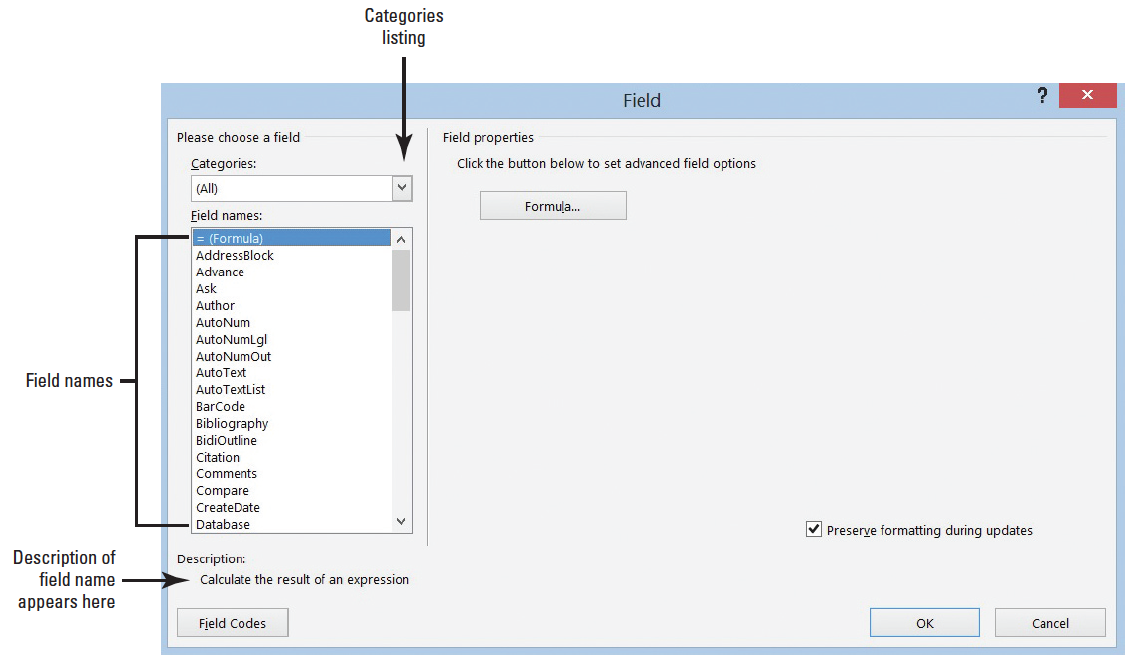 Categories
listing
Field
?
Please choose a field
Categories:
(All)
Field names:
= (Formula)
AddressBlock
Advance
Ask
Author
AutoNum
AutoNumLgl
AutoNumOut
AutoText
AutoTextList
BarCode
Bibliography
BidiOutline
Citation
Comments
Compare
CreateDate
Database
Field names
Description:
Calculate the result of an expression
Description of
field name
appears here
Field Codes
Field properties
Click the button below to set advanced field options
Formula...
Preserve formatting during updates
OK
Cancel